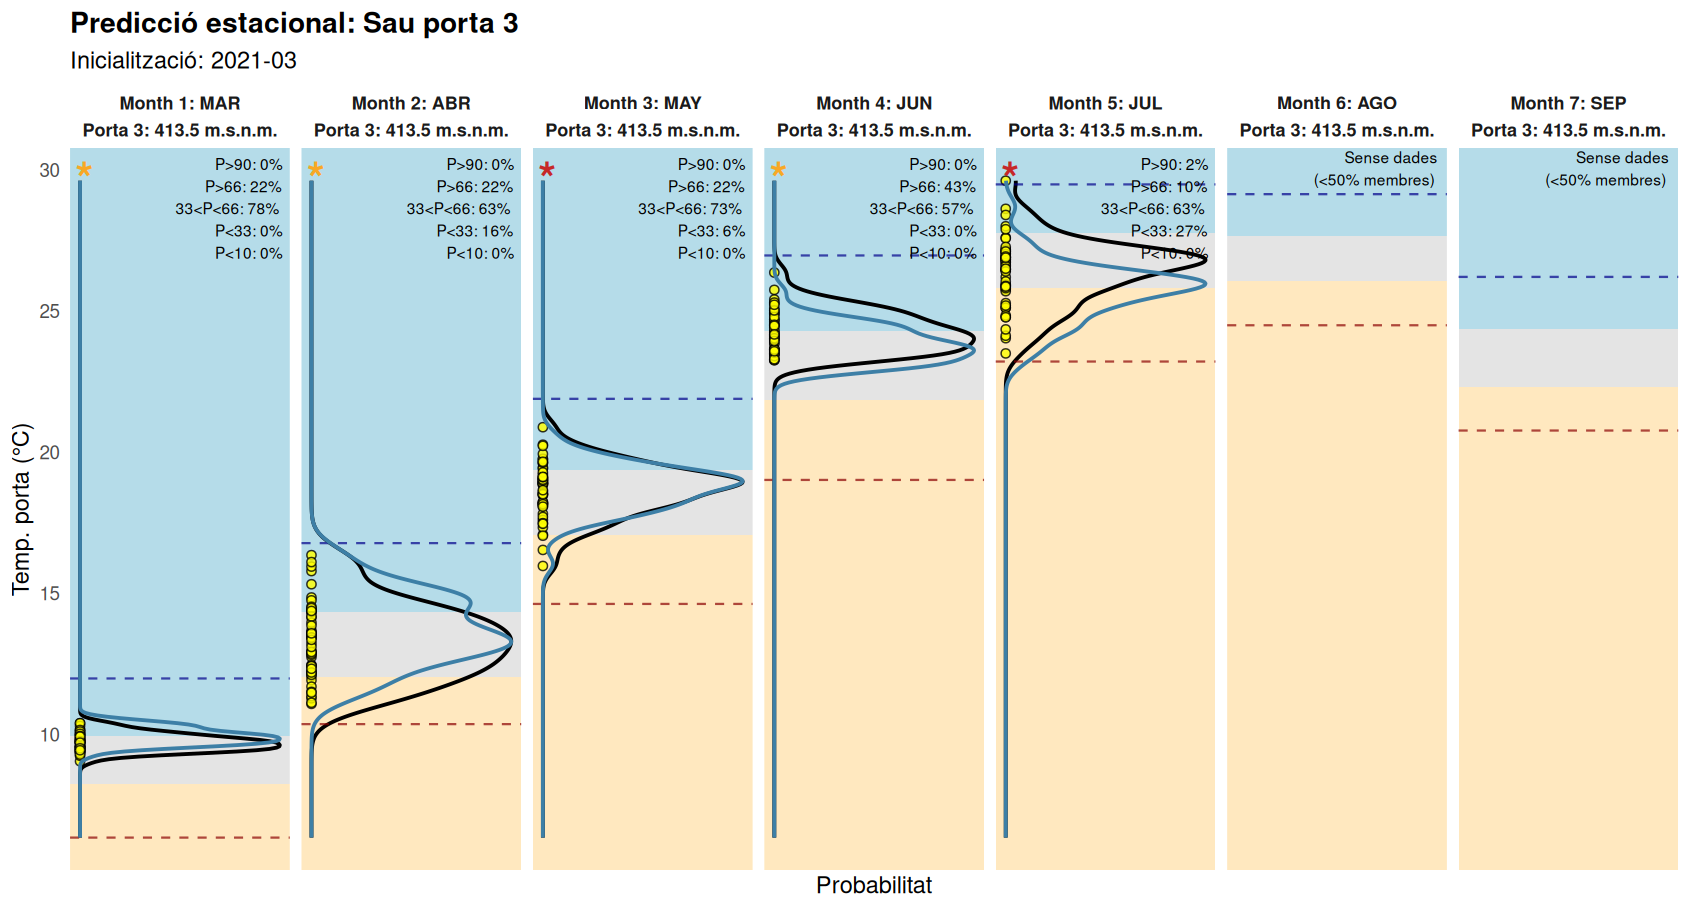 Predicció estacional: Sau porta 3
Inicialització: 2021-03
Month 1: MAR
Porta 3: 413.5 m.s.n.m.
Month 2: ABR
Porta 3: 413.5 m.s.n.m.
Month 3: MAY
Porta 3: 413.5 m.s.n.m.
Month 4: JUN
Porta 3: 413.5 m.s.n.m.
Month 5: JUL
Porta 3: 413.5 m.s.n.m.
Month 6: AGO
Porta 3: 413.5 m.s.n.m.
Month 7: SEP
Porta 3: 413.5 m.s.n.m.
P>90: 0%
P>66: 22%
33<P<66: 78%
P<33: 0%
P<10: 0%
P>90: 0%
P>66: 22%
33<P<66: 63%
P<33: 16%
P<10: 0%
P>90: 0%
P>66: 22%
33<P<66: 73%
P<33: 6%
P<10: 0%
P>90: 0%
P>66: 43%
33<P<66: 57%
P<33: 0%
P<10: 0%
P>90: 2%
P>66: 10%
33<P<66: 63%
P<33: 27%
P<10: 0%
Sense dades
(<50% membres)
Sense dades
(<50% membres)
30
25
20
15
10
Temp. porta (°C)
Probabilitat